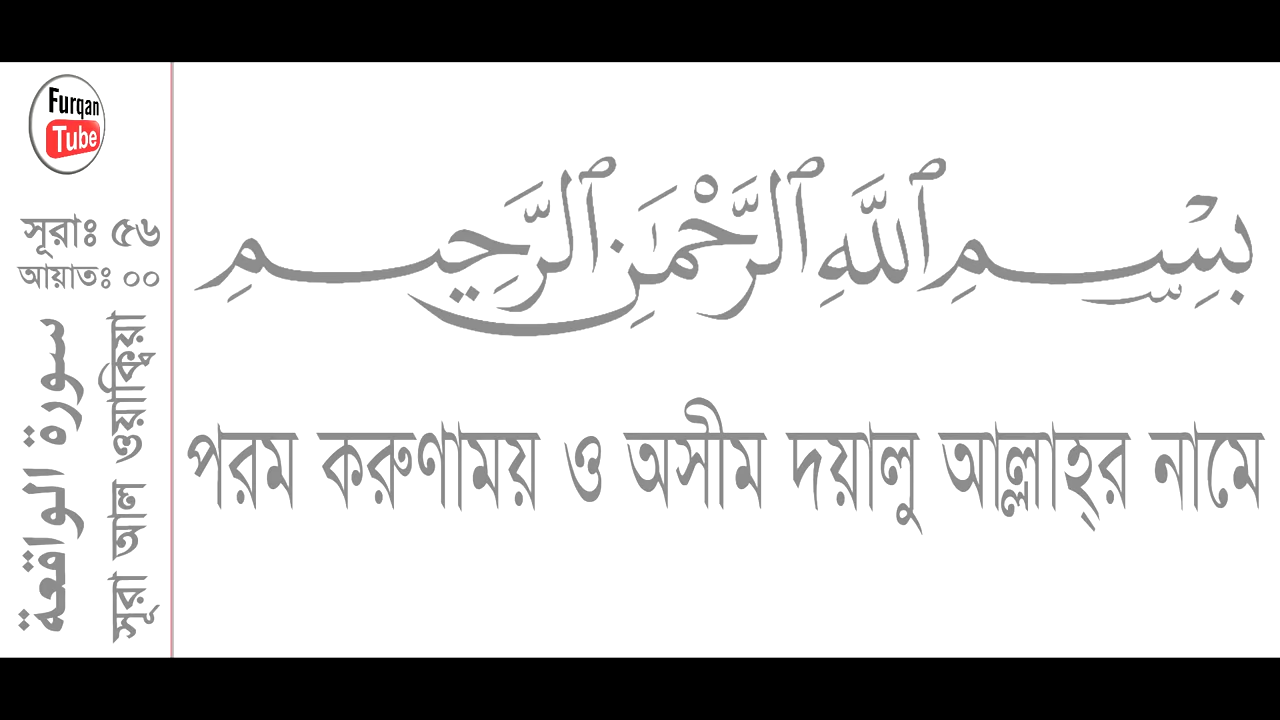 Furqan
Tube
সূরাঃ ৫৬
আয়াতঃ ০০
سورة الواقعة
সূরা আল ওয়াক্বিয়া
بِسْمِ ٱللَّهِ ٱلرَّحْمَٰنِ ٱلرَّحِيمِ
পরম করুণাময় ও অসীম দয়ালু আল্লাহ্‌র নামে